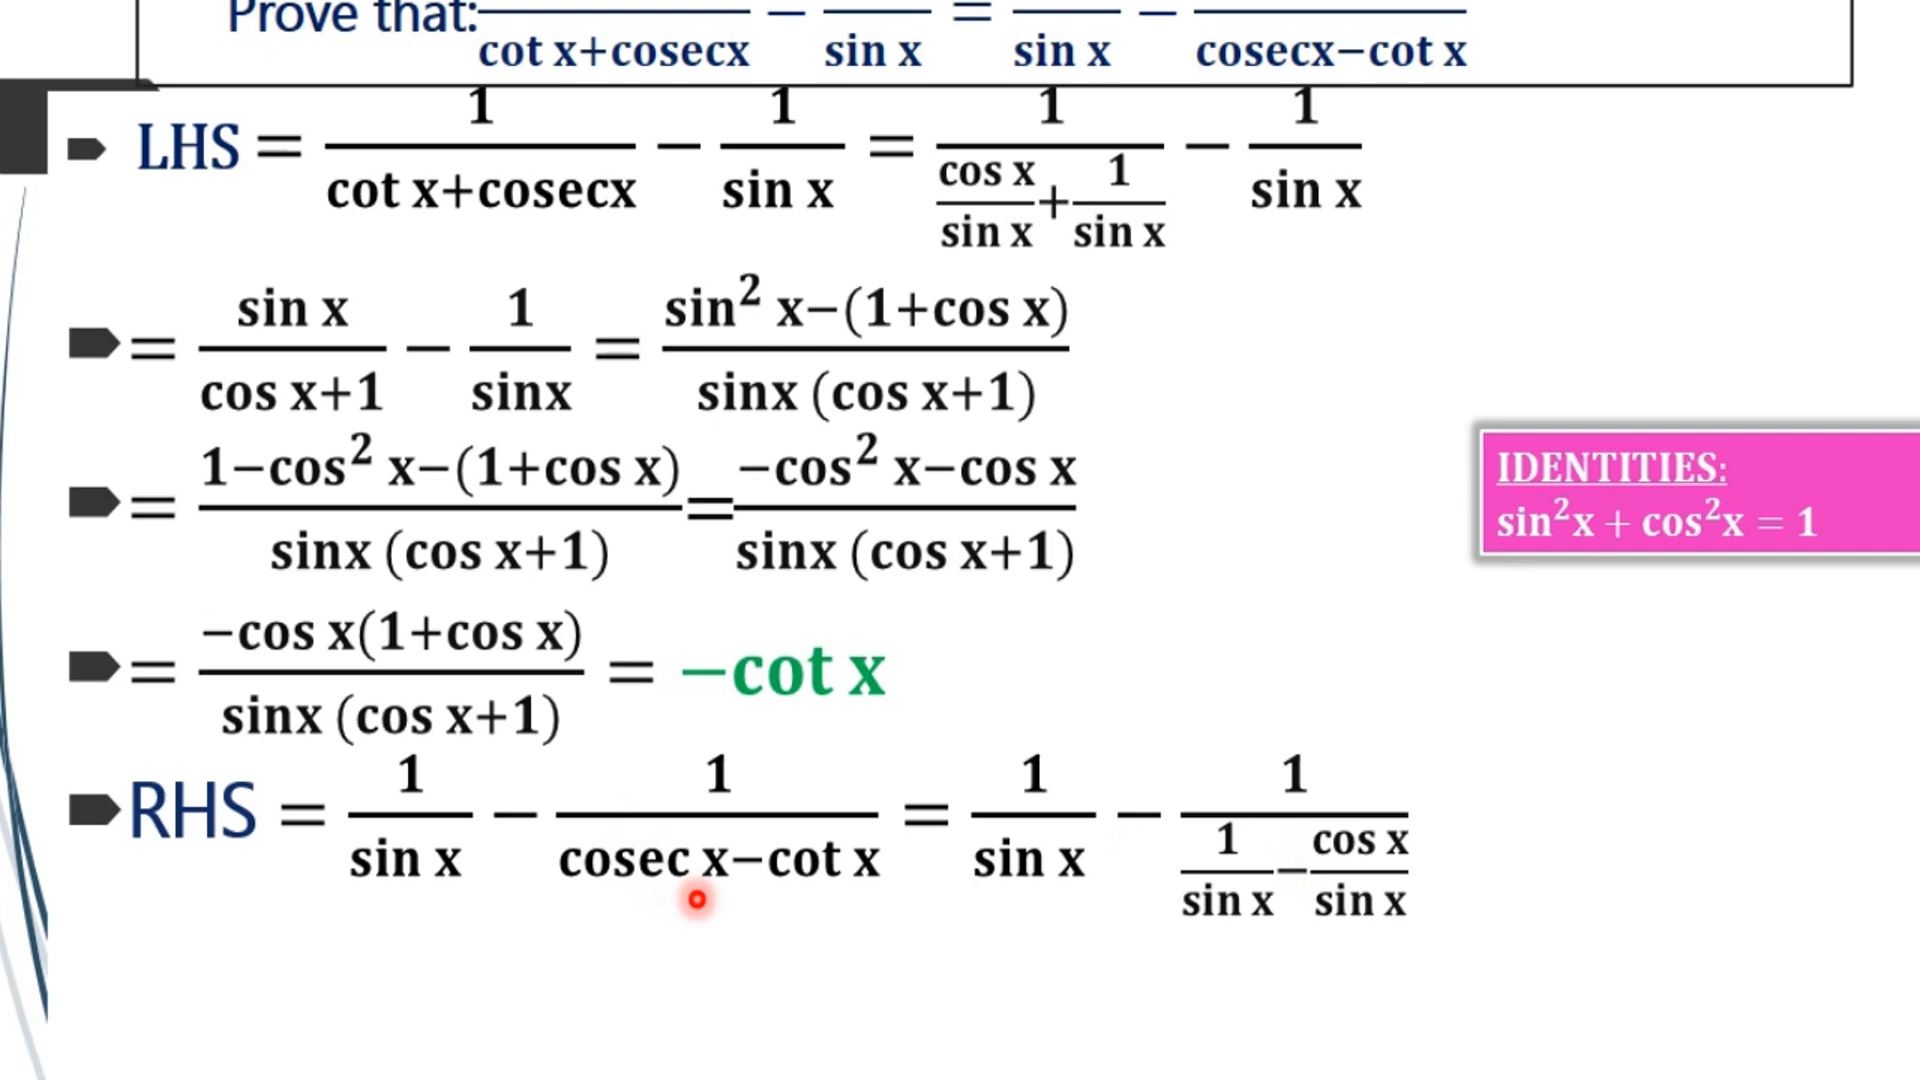 Prove that: /(cot x+cosecx) − /(sin x) = /(sin x) − /(cosecx−cot x)
LHS = 1/(cot x+cosecx) − 1/(sin x) = 1/((cos x)/(sin x)+1/(sin x)) − 1/(sin x)
= (sin x)/(cos x+1) − 1/(sinx) = (sin² x−(1+cos x))/(sinx (cos x+1))
= (1−cos² x−(1+cos x))/(sinx (cos x+1)) = (−cos² x−cos x)/(sinx (cos x+1))
IDENTITIES:
sin²x + cos²x = 1
= (−cos x(1+cos x))/(sinx (cos x+1)) = −cot x
RHS = 1/(sin x) − 1/(cosec x−cot x) = 1/(sin x) − 1/(1/(sin x)−(cos x)/(sin x))